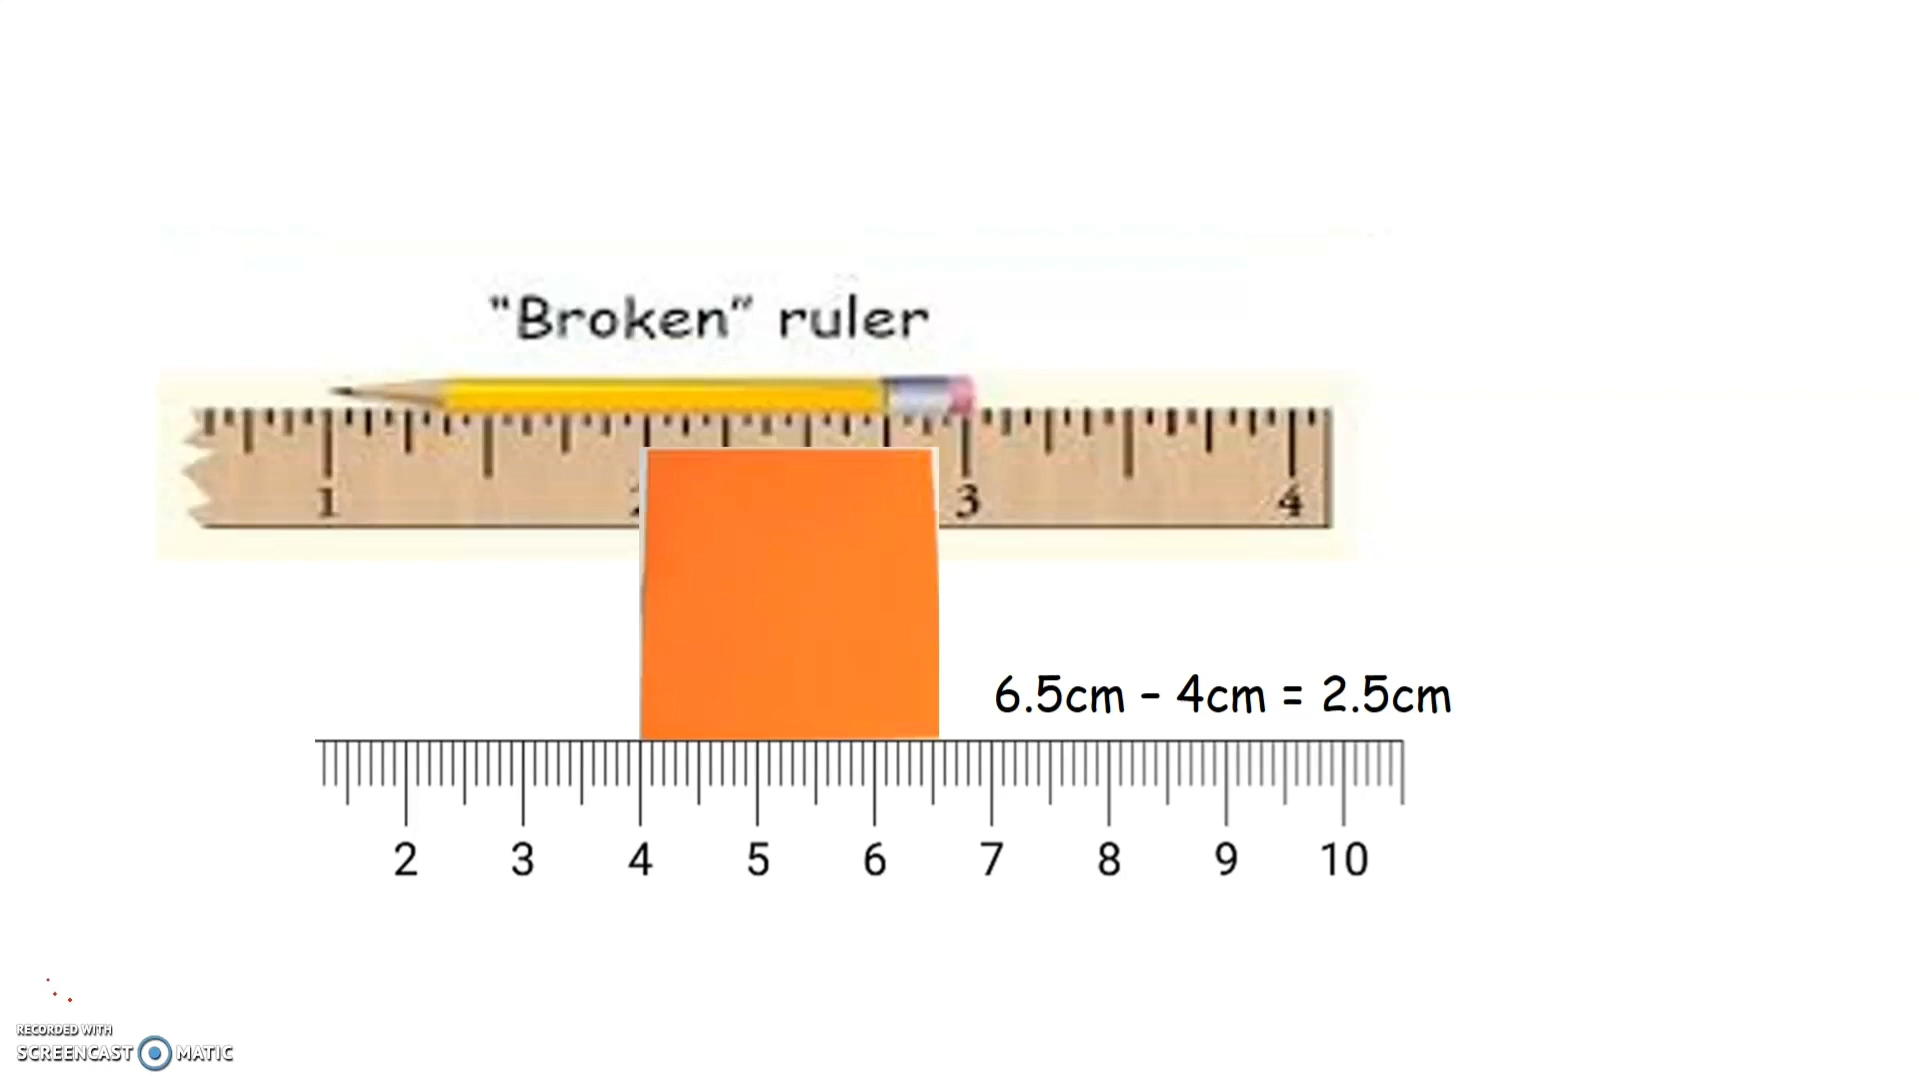 "Broken" ruler
1 3 4
6.5cm - 4cm = 2.5cm
2 3 4 5 6 7 8 9 10
RECORDED WITH
SCREENCAST MATIC